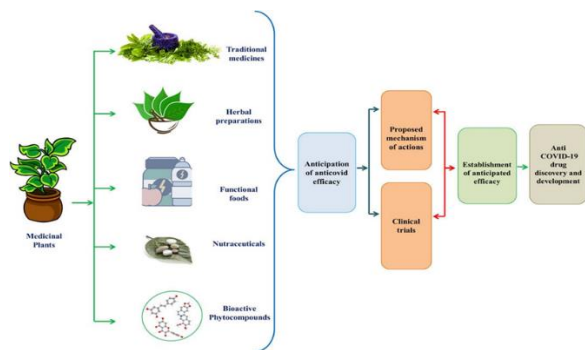 Traditional
medicines
Herbal
preparations
Functional
foods
Medicinal
Plants
Nutraceuticals
Bioactive
Phytocompounds
Anticipation
of anticovid
efficacy
Proposed
mechanism
of actions
Clinical
trials
Establishment
of anticipated
efficacy
Anti
COVID-19
drug
discovery and
development